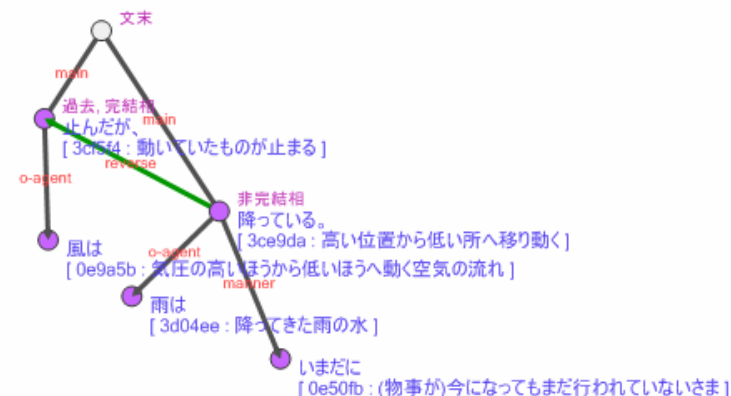 文末
main
過去, 完結相
main
止んだが、
[ 3cf5f4 : 動いていたものが止まる ]
reverse
o-agent
非完結相
降っている。
[ 3ce9da : 高い位置から低い所へ移り動く ]
風は
o-agent
[ 0e9a5b : 気圧の高いほうから低いほうへ動く空気の流れ ]
manner
雨は
[ 3d04ee : 降ってきた雨の水 ]
いまだに
[ 0e50fb : (物事が)今になってもまだ行われていないさま ]